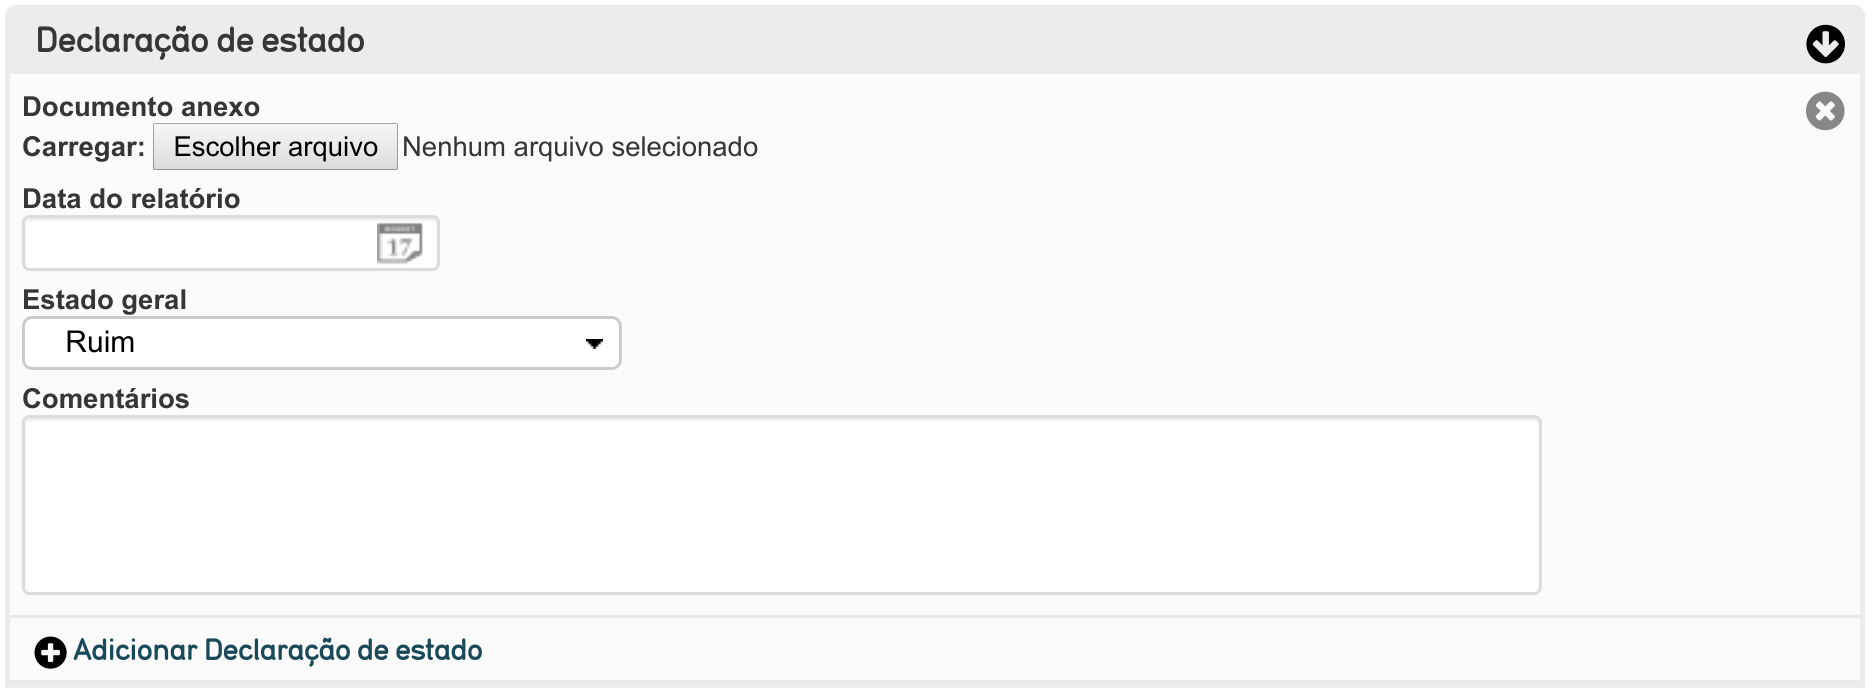 Declaração de estado
Documento anexo
Carregar: Escolher arquivo Nenhum arquivo selecionado
Data do relatório
17
Estado geral
Ruim
Comentários
Adicionar Declaração de estado